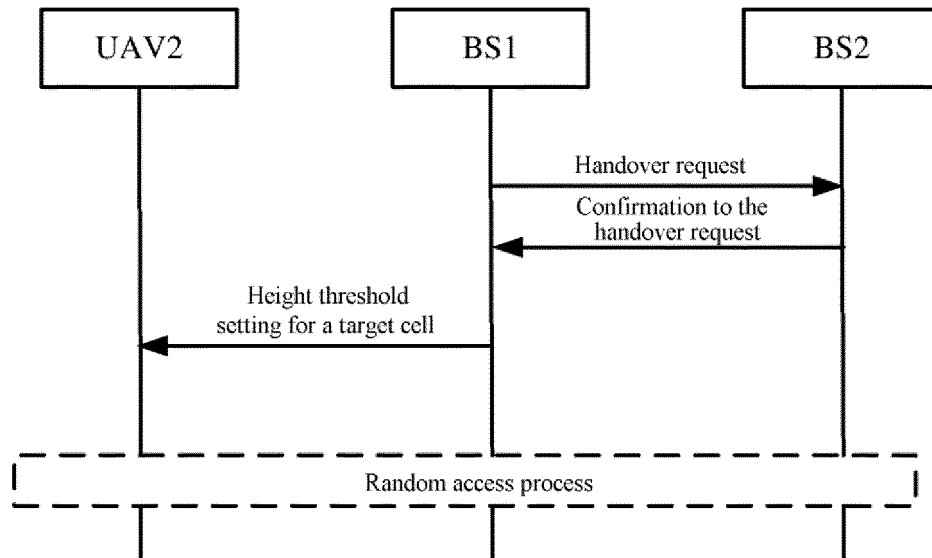 UAV2
BS1
BS2
Handover request
Confirmation to the
handover request
Height threshold
setting for a target cell
Random access process